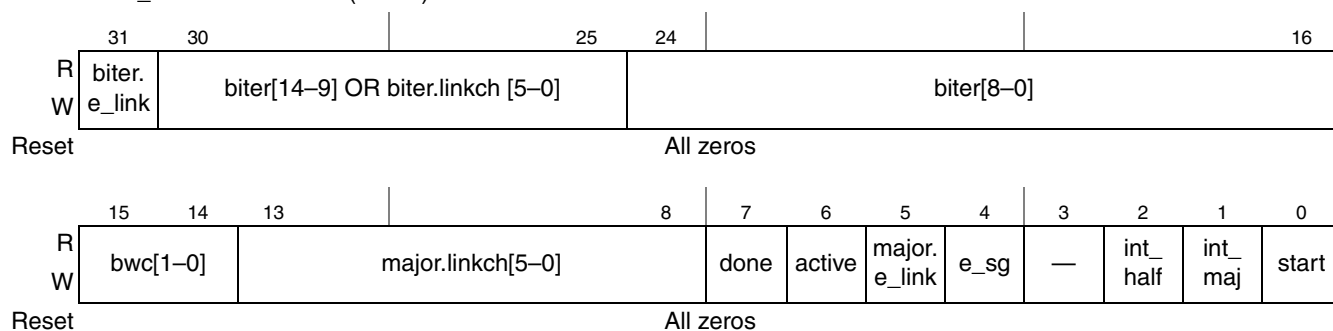 31 30 25 24 16
R
W
biter.
e_link
biter[14–9] OR biter.linkch [5–0]
biter[8–0]
Reset All zeros
15 14 13 8 7 6 5 4 3 2 1 0
R
W
bwc[1–0]
major.linkch[5–0]
done
active
major.
e_link
e_sg
—
int_
half
int_
maj
start
Reset All zeros